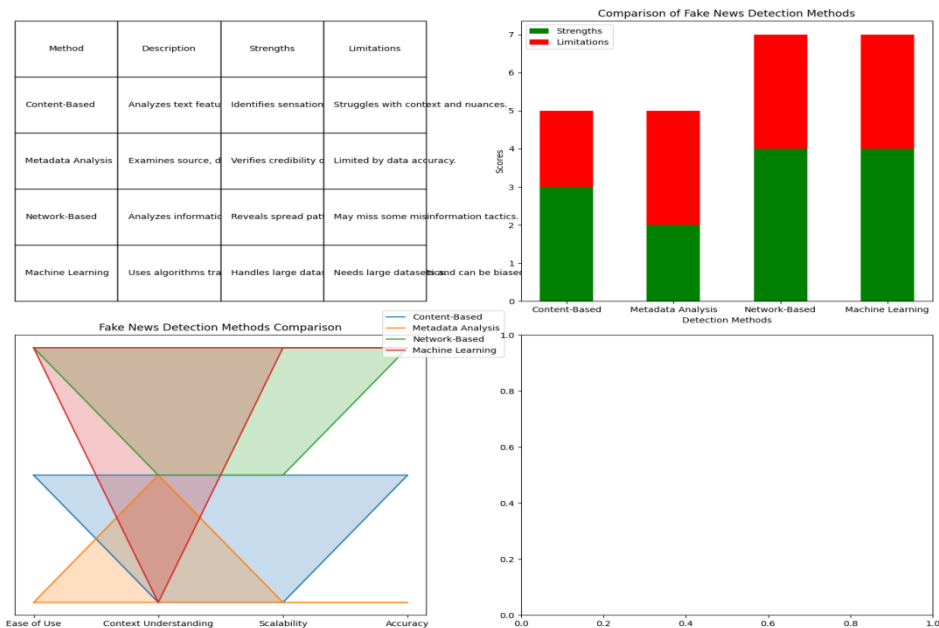 Method Description Strengths Limitations
Content-Based Analyzes text featu Identifies sensation Struggles with context and nuances.
Metadata Analysis Examines source, d Verifies credibility o Limited by data accuracy.
Network-Based Analyzes informatio Reveals spread pat May miss some misinformation tactics.
Machine Learning Uses algorithms tra Handles large datas Needs large datasets and can be biased
Comparison of Fake News Detection Methods
Strengths
Limitations
7
6
5
4
3
2
1
0
Scores
Content-Based Metadata Analysis Network-Based Machine Learning
Detection Methods
Fake News Detection Methods Comparison
Content-Based
Metadata Analysis
Network-Based
Machine Learning
Ease of Use Context Understanding Scalability Accuracy
1.0
0.8
0.6
0.4
0.2
0.0
0.0 0.2 0.4 0.6 0.8 1.0